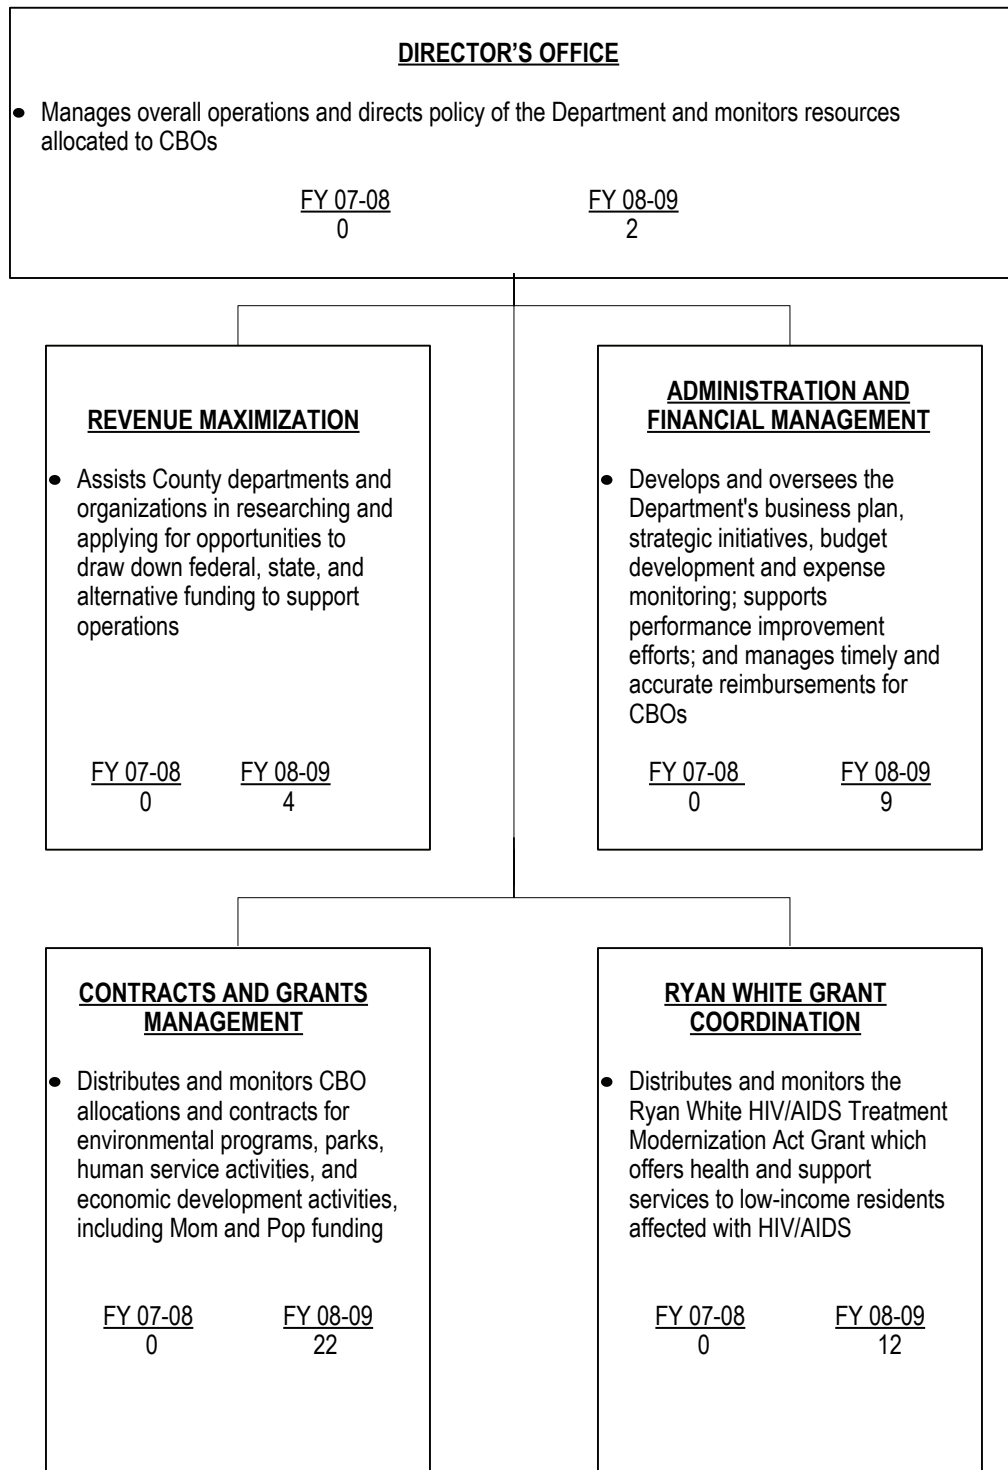 DIRECTOR'S OFFICE
• Manages overall operations and directs policy of the Department and monitors resources
allocated to CBOs
FY 07-08 FY 08-09
0 2
REVENUE MAXIMIZATION
• Assists County departments and
organizations in researching and
applying for opportunities to
draw down federal, state, and
alternative funding to support
operations
FY 07-08 FY 08-09
0 4
ADMINISTRATION AND
FINANCIAL MANAGEMENT
• Develops and oversees the
Department's business plan,
strategic initiatives, budget
development and expense
monitoring; supports
performance improvement
efforts; and manages timely and
accurate reimbursements for
CBOs
FY 07-08 FY 08-09
0 9
CONTRACTS AND GRANTS
MANAGEMENT
• Distributes and monitors CBO
allocations and contracts for
environmental programs, parks,
human service activities, and
economic development activities,
including Mom and Pop funding
FY 07-08 FY 08-09
0 22
RYAN WHITE GRANT
COORDINATION
• Distributes and monitors the
Ryan White HIV/AIDS Treatment
Modernization Act Grant which
offers health and support
services to low-income residents
affected with HIV/AIDS
FY 07-08 FY 08-09
0 12